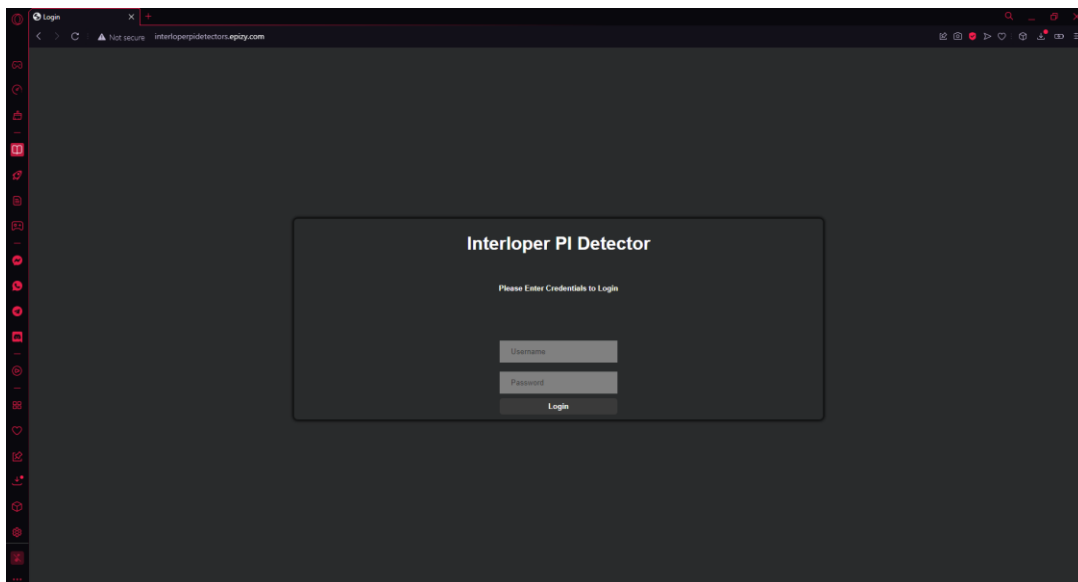 Login
Not secure interloperpidetectors.epizy.com
Interloper PI Detector
Please Enter Credentials to Login
Username
Password
Login